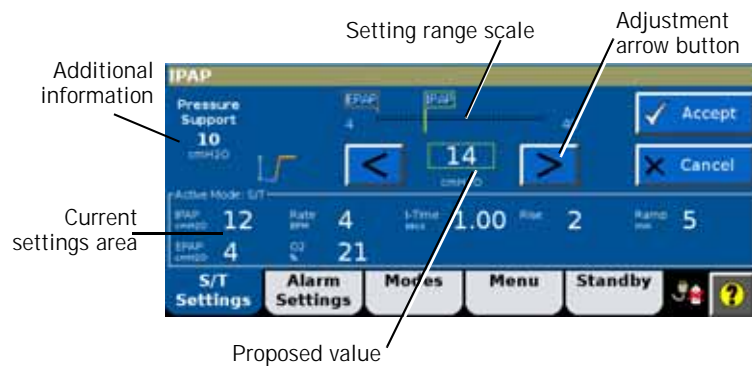 Setting range scale
Adjustment
arrow button
Additional
information
IPAP
Pressure
Support
10
cmH2O
EPAP
IPAP
4
14
cmH2O
Accept
Cancel
Active Mode: S/T
IPAP
cmH2O
12
Rate
BPM
4
I-Time
secs
1.00
Rise
2
Ramp
min
5
EPAP
cmH2O
4
O2
%
21
Current
settings area
S/T
Settings
Alarm
Settings
Modes
Menu
Standby
?
Proposed value